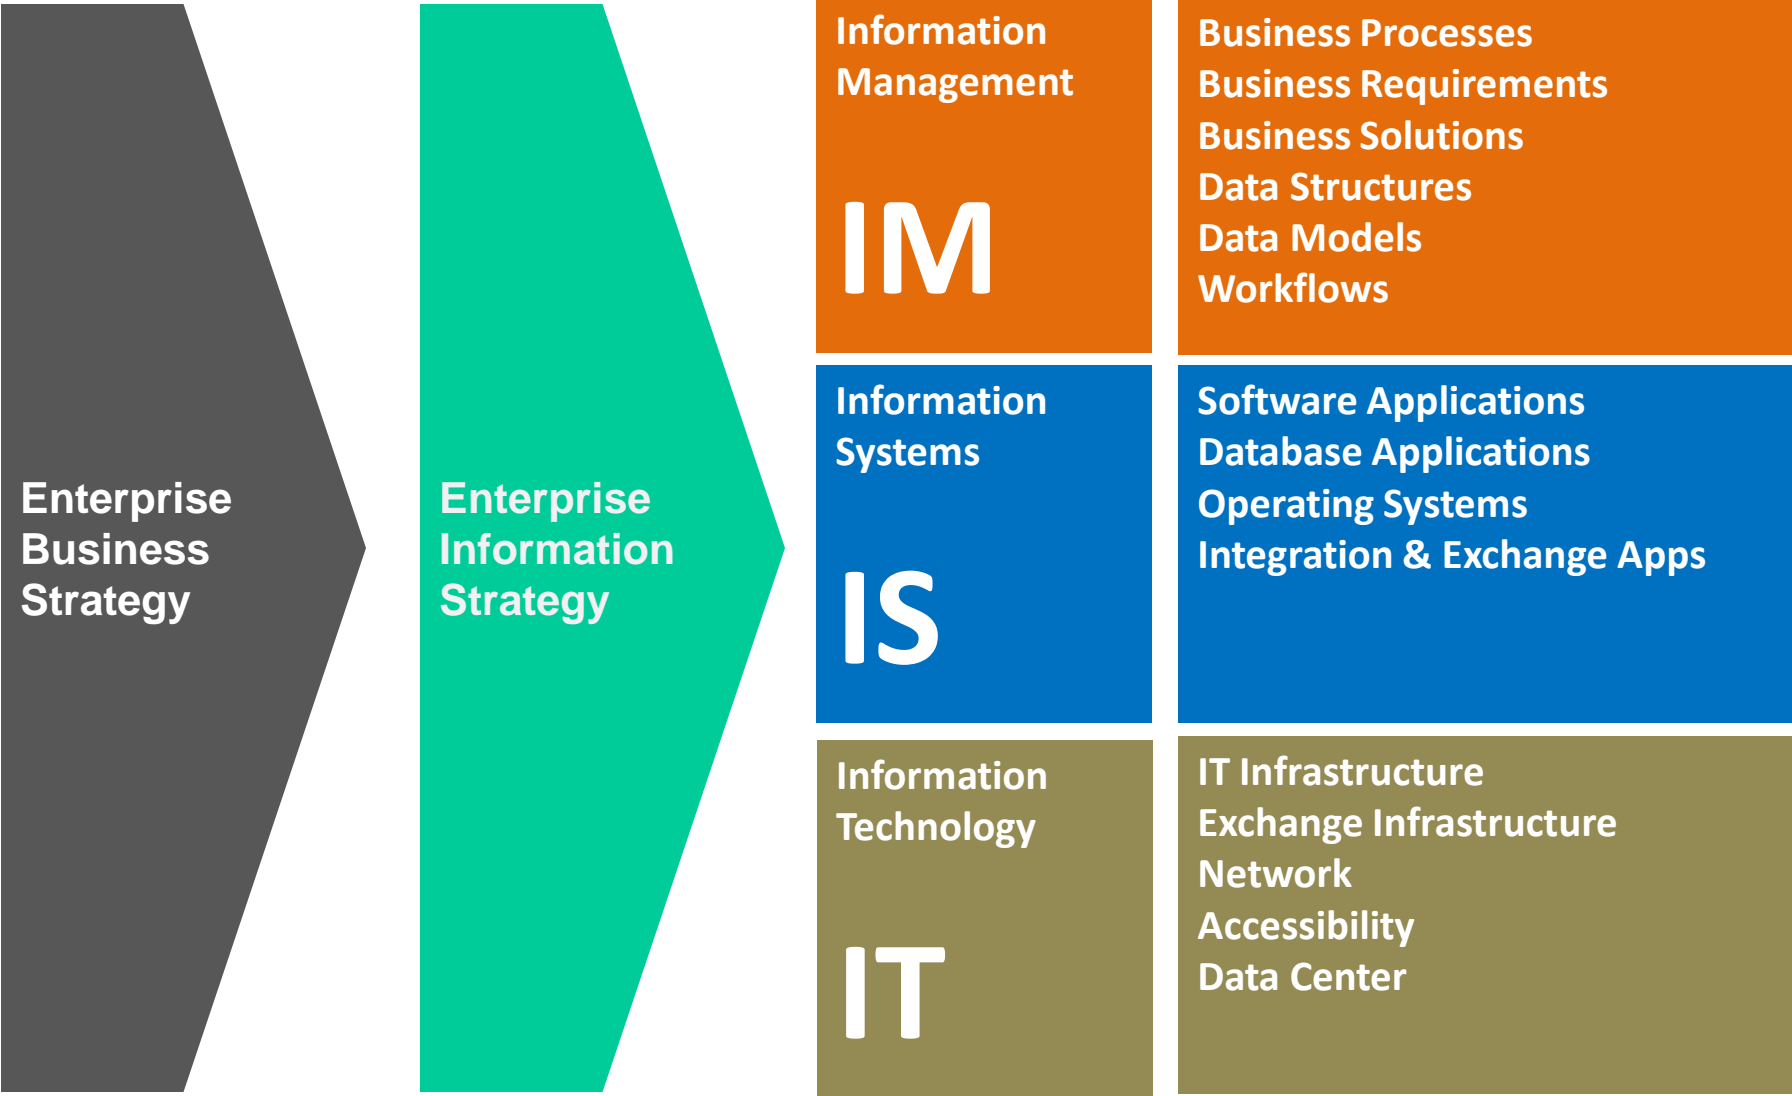 Enterprise
Business
Strategy
Enterprise
Information
Strategy
Information
Management
IM
Business Processes
Business Requirements
Business Solutions
Data Structures
Data Models
Workflows
Information
Systems
IS
Software Applications
Database Applications
Operating Systems
Integration & Exchange Apps
Information
Technology
IT
IT Infrastructure
Exchange Infrastructure
Network
Accessibility
Data Center